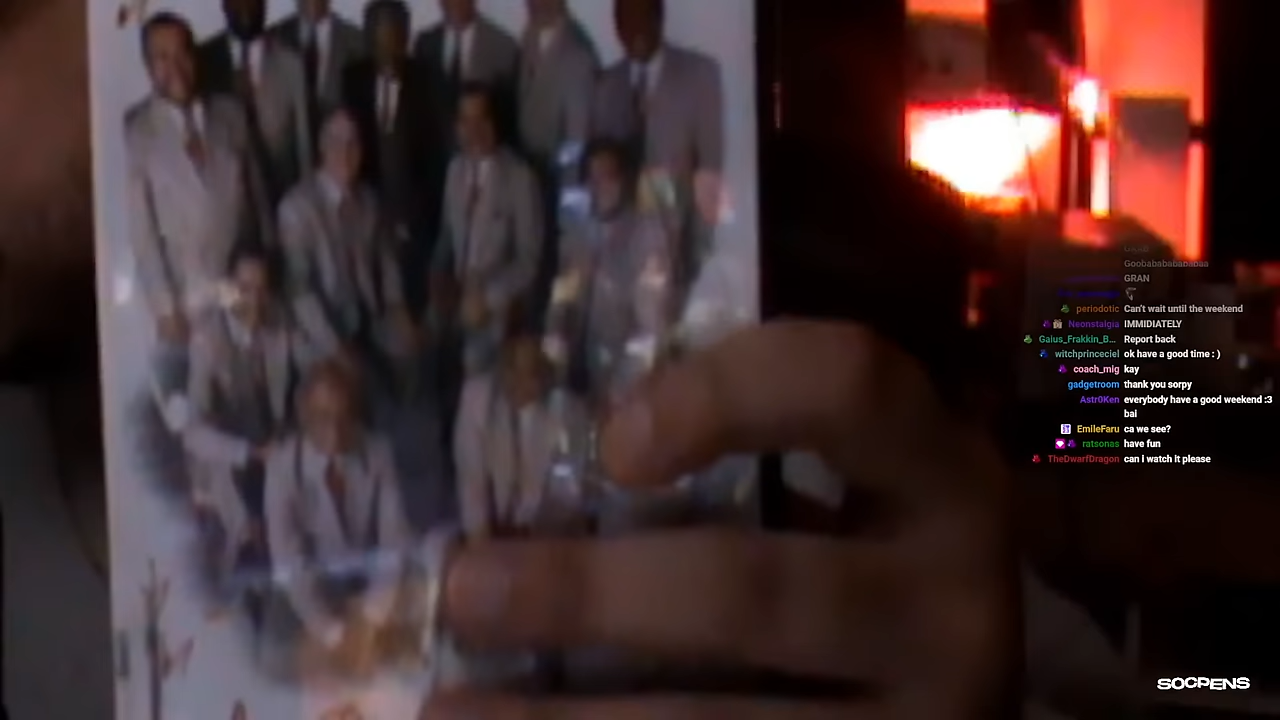 Goobababababaa
GRAN
periodotic Can't wait until the weekend
Neonstalgia IMMIDIATELY
Gaius_Frakkin_B... Report back
witchprinceciel ok have a good time : )
coach_mig kay
gadgetroom thank you sorpy
Astr0Ken everybody have a good weekend :3
bai
EmileFaru ca we see?
ratsonas have fun
TheDwarfDragon can i watch it please
SOCPENS